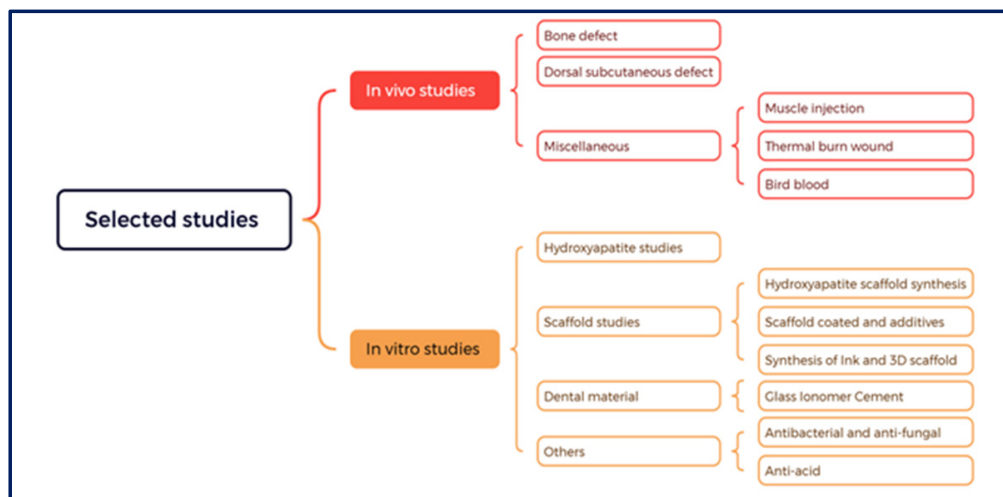 Selected studies
In vivo studies
Bone defect
Dorsal subcutaneous defect
Miscellaneous
Muscle injection
Thermal burn wound
Bird blood
In vitro studies
Hydroxyapatite studies
Scaffold studies
Hydroxyapatite scaffold synthesis
Scaffold coated and additives
Synthesis of Ink and 3D scaffold
Dental material
Glass Ionomer Cement
Others
Antibacterial and anti-fungal
Anti-acid